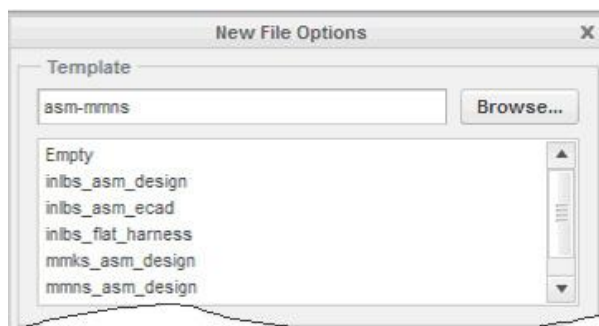 New File Options
Template
asm-mmns
Browse...
Empty
inlbs_asm_design
inlbs_asm_ecad
inlbs_flat_harness
mmks_asm_design
mmns_asm_design